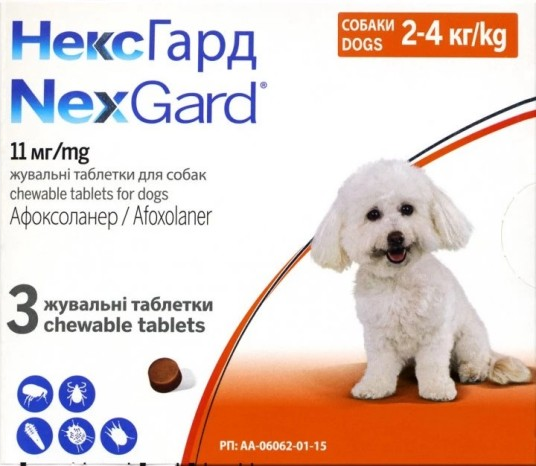 НексГард
NexGard®
СОБАКИ
DOGS
2-4 кг/kg
11 мг/mg
жувальні таблетки для собак
chewable tablets for dogs
Афоксоланер / Afoxolaner
3 жувальні таблетки
chewable tablets
РП: АА-06062-01-15